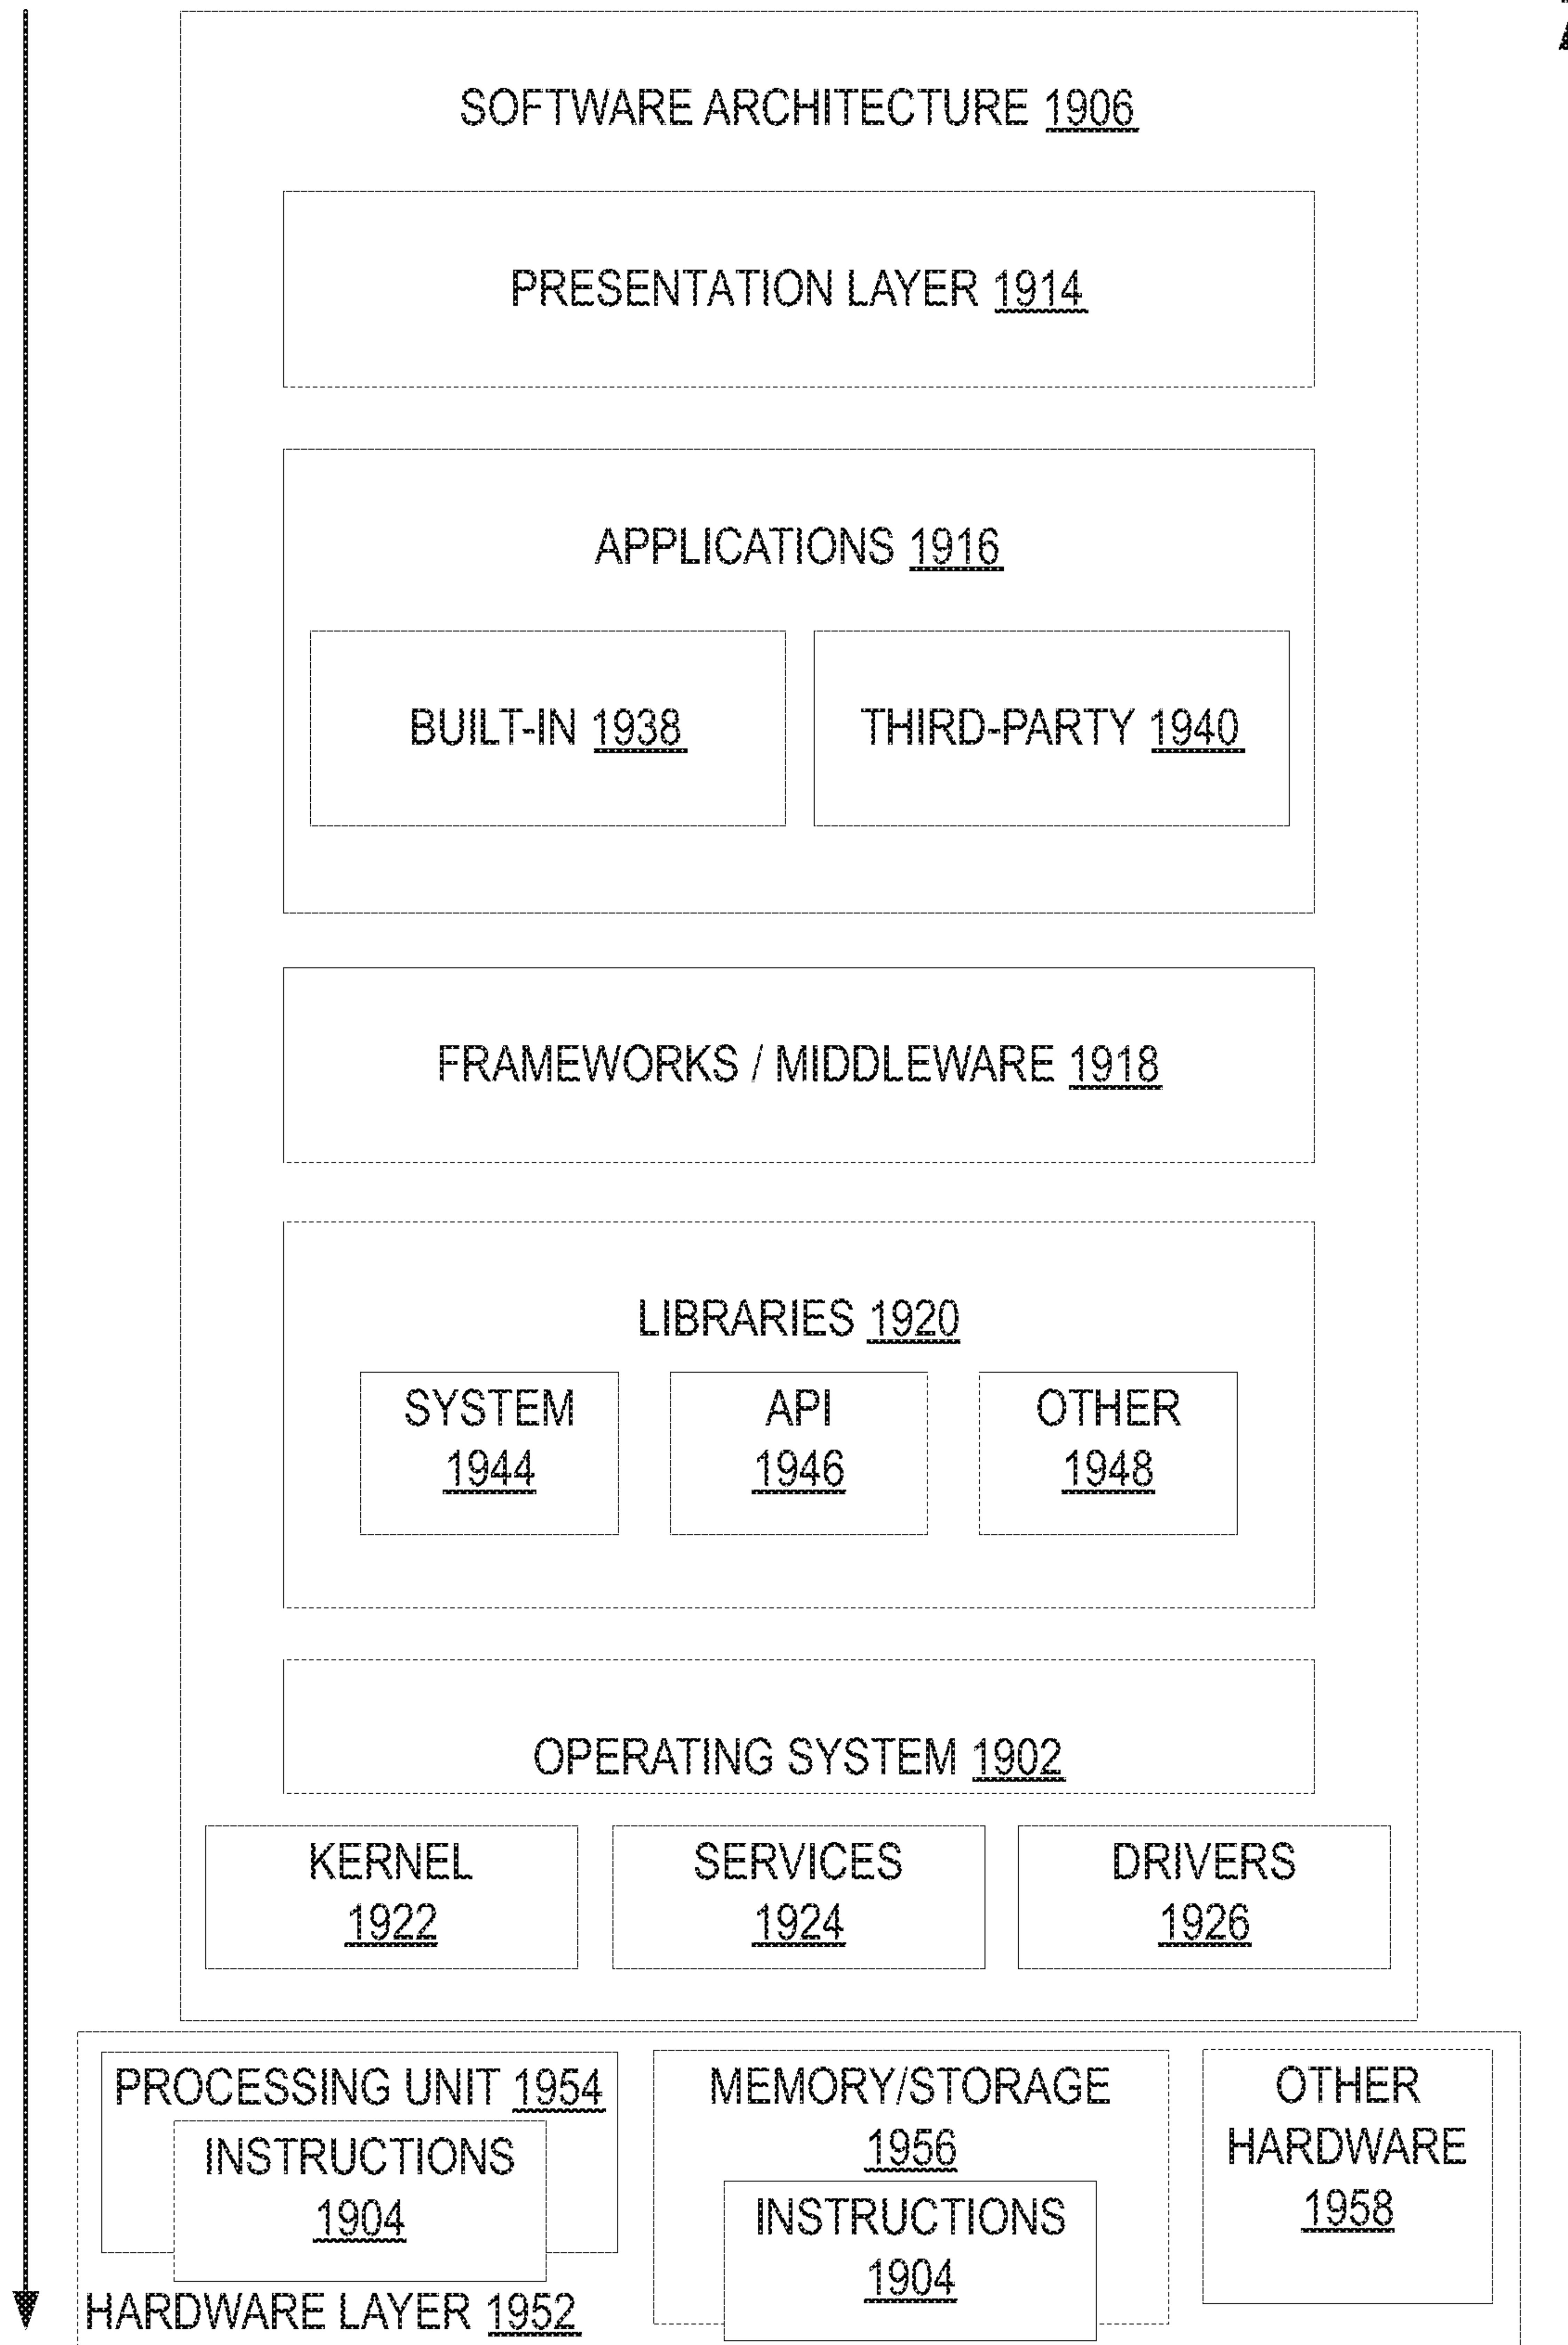 SOFTWARE ARCHITECTURE 1906
PRESENTATION LAYER 1914
APPLICATIONS 1916
BUILT-IN 1938
THIRD-PARTY 1940
FRAMEWORKS / MIDDLEWARE 1918
LIBRARIES 1920
SYSTEM
1944
API
1946
OTHER
1948
OPERATING SYSTEM 1902
KERNEL
1922
SERVICES
1924
DRIVERS
1926
PROCESSING UNIT 1954
INSTRUCTIONS
1904
MEMORY/STORAGE
1956
INSTRUCTIONS
1904
OTHER
HARDWARE
1958
HARDWARE LAYER 1952